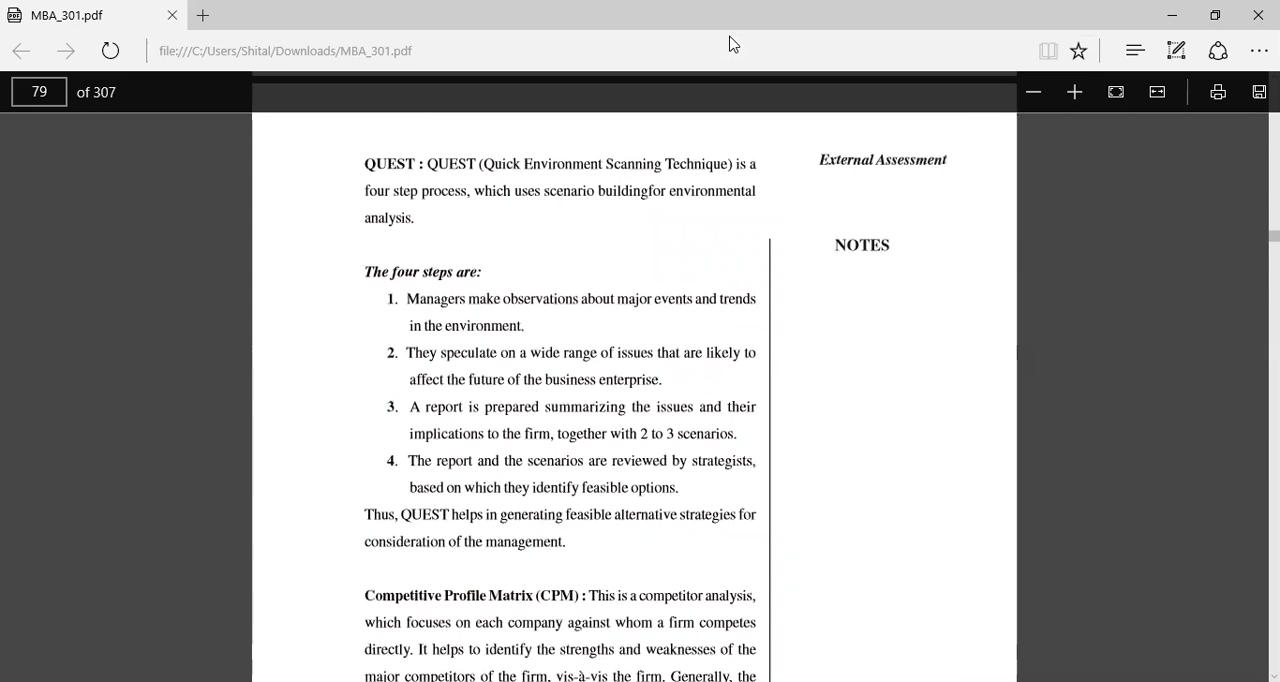 MBA_301.pdf
file:///C:/Users/Shital/Downloads/MBA_301.pdf
79 of 307
External Assessment
NOTES
QUEST : QUEST (Quick Environment Scanning Technique) is a
four step process, which uses scenario buildingfor environmental
analysis.
The four steps are:
1. Managers make observations about major events and trends
in the environment.
2. They speculate on a wide range of issues that are likely to
affect the future of the business enterprise.
3. A report is prepared summarizing the issues and their
implications to the firm, together with 2 to 3 scenarios.
4. The report and the scenarios are reviewed by strategists,
based on which they identify feasible options.
Thus, QUEST helps in generating feasible alternative strategies for
consideration of the management.
Competitive Profile Matrix (CPM) : This is a competitor analysis,
which focuses on each company against whom a firm competes
directly. It helps to identify the strengths and weaknesses of the
major competitors of the firm, vis-à-vis the firm. Generally, the